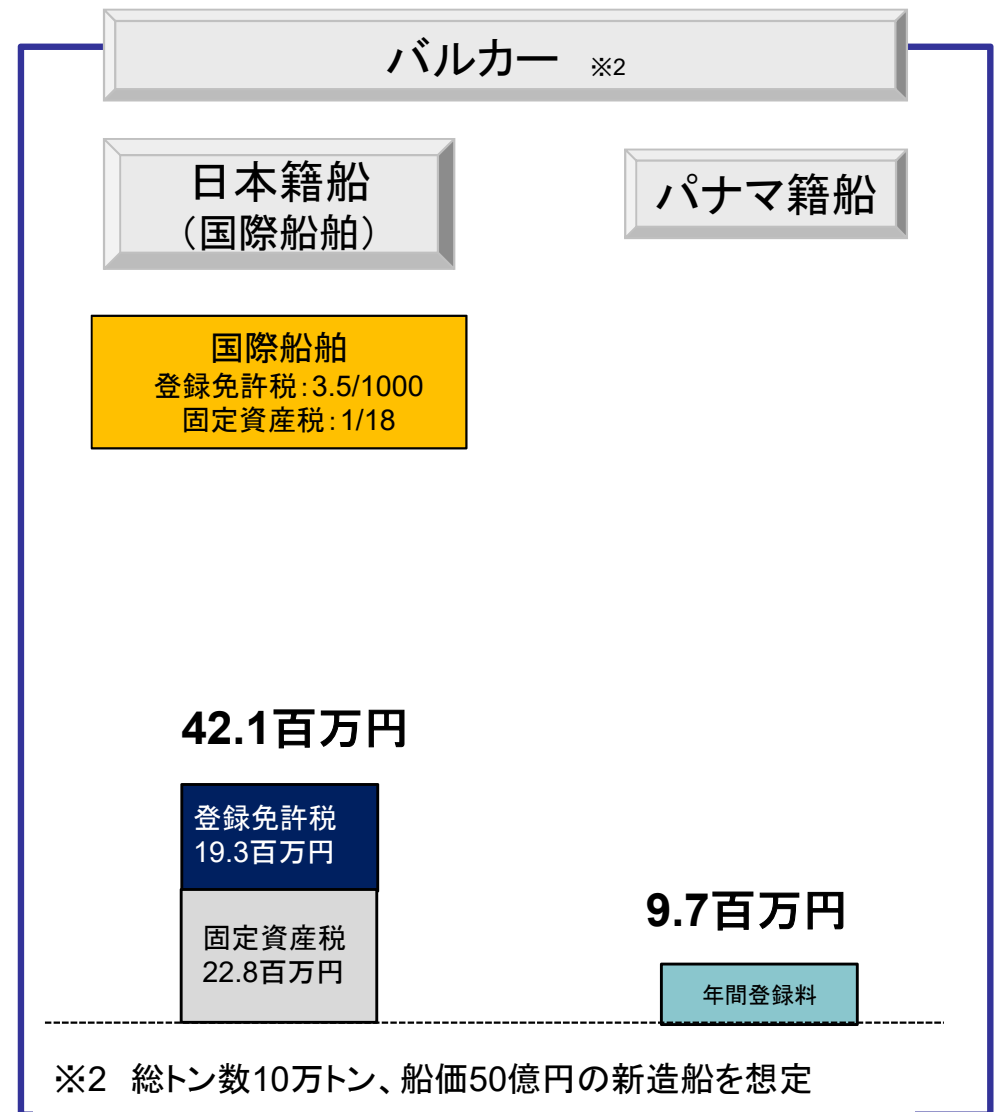 バルカー ※2
日本籍船
（国際船舶）
パナマ籍船
国際船舶
登録免許税：3.5/1000
固定資産税：1/18
42.1百万円
登録免許税
19.3百万円
固定資産税
22.8百万円
9.7百万円
年間登録料
※2 総トン数10万トン、船価50億円の新造船を想定